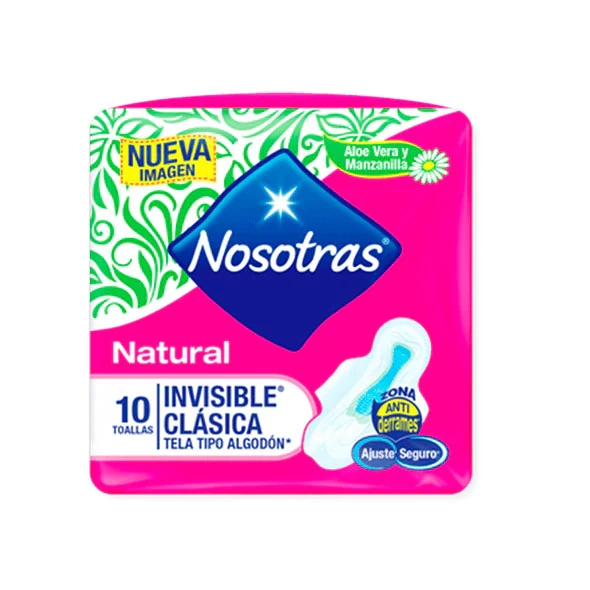 NUEVA
IMAGEN
Aloe Vera y
Manzanilla
Nosotras®
Natural
10
TOALLAS
INVISIBLE®
CLÁSICA
TELA TIPO ALGODÓN*
ZONA
ANTI
derrames
Ajuste Seguro®